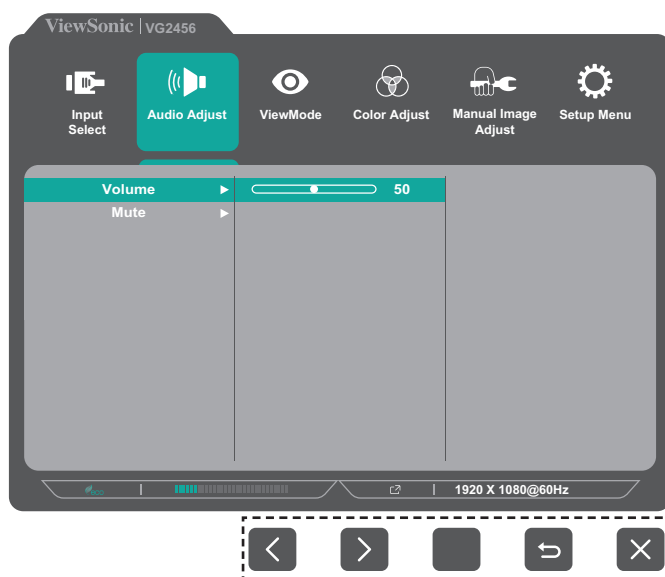 ViewSonic | VG2456
Input
Select
Audio Adjust
ViewMode
Color Adjust
Manual Image
Adjust
Setup Menu
Volume
50
Mute
eco
1920 X 1080@60Hz